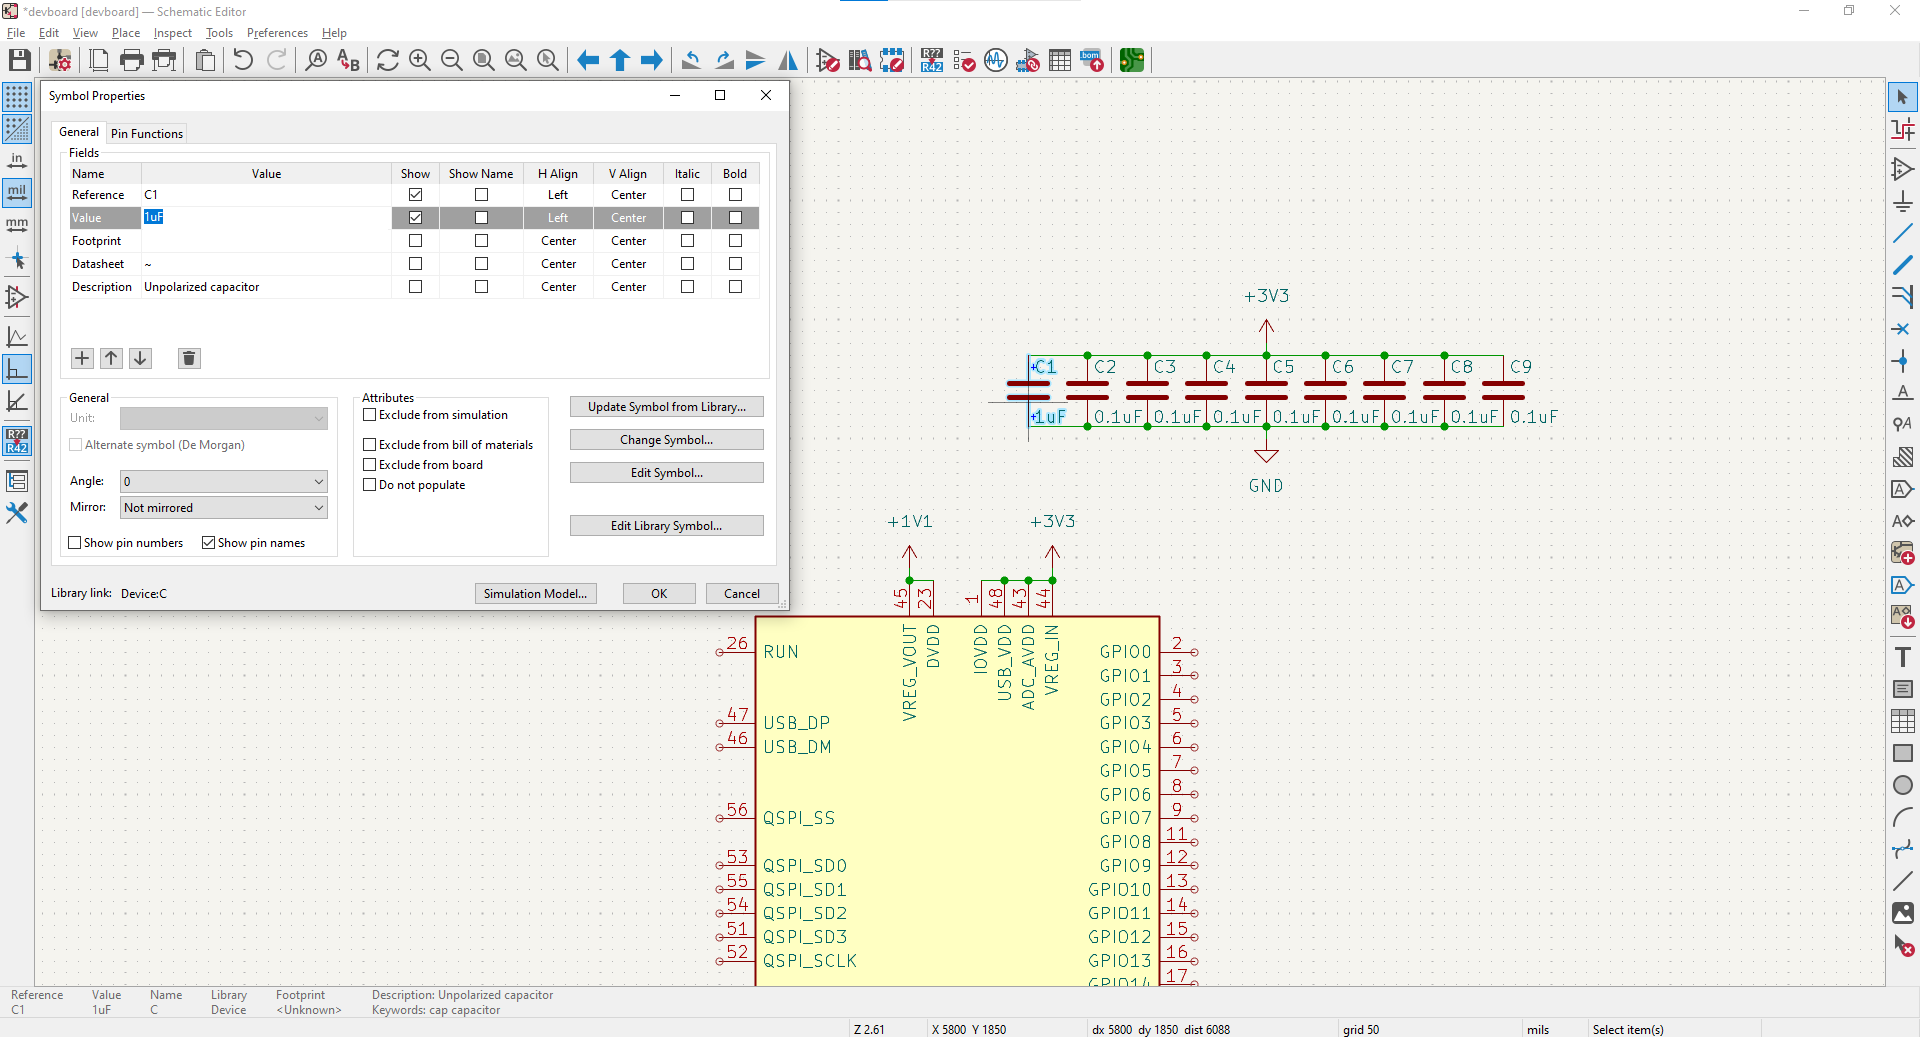 *devboard [devboard] — Schematic Editor
File Edit View Place Inspect Tools Preferences Help
A B R?? R42 bom
Symbol Properties
General Pin Functions
Fields
Name Value Show Show Name H Align V Align Italic Bold
Reference C1 Left Center
Value 1uF Left Center
Footprint Center Center
Datasheet ~ Center Center
Description Unpolarized capacitor Center Center
General
Unit:
Alternate symbol (De Morgan)
Angle: 0
Mirror: Not mirrored
Show pin numbers Show pin names
Attributes
Exclude from simulation
Exclude from bill of materials
Exclude from board
Do not populate
Update Symbol from Library...
Change Symbol...
Edit Symbol...
Edit Library Symbol...
Library link: Device:C Simulation Model... OK Cancel
in
mil
mm
R??
R42
+3V3
C1 C2 C3 C4 C5 C6 C7 C8 C9
1uF 0.1uF 0.1uF 0.1uF 0.1uF 0.1uF 0.1uF 0.1uF 0.1uF
GND
+1V1 +3V3
45 23 1 48 43 44
VREG_VOUT DVDD IOVDD USB_VDD ADC_AVDD VREG_IN
26 RUN
47 USB_DP
46 USB_DM
56 QSPI_SS
53 QSPI_SD0
55 QSPI_SD1
54 QSPI_SD2
51 QSPI_SD3
52 QSPI_SCLK
GPIO0 2
GPIO1 3
GPIO2 4
GPIO3 5
GPIO4 6
GPIO5 7
GPIO6 8
GPIO7 9
GPIO8 11
GPIO9 12
GPIO10 13
GPIO11 14
GPIO12 15
GPIO13 16
GPIO14 17
A
A
A
A
A
A
T
Reference Value Name Library Footprint Description: Unpolarized capacitor
C1 1uF C Device <Unknown> Keywords: cap capacitor
Z 2.61 X 5800 Y 1850 dx 5800 dy 1850 dist 6088 grid 50 mils Select item(s)